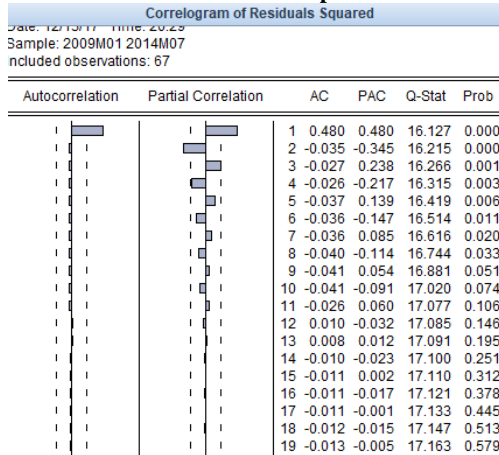 Correlogram of Residuals Squared
Date: 12/13/17 Time: 20:29
Sample: 2009M01 2014M07
Included observations: 67
Autocorrelation Partial Correlation AC PAC Q-Stat Prob
1 0.480 0.480 16.127 0.000
2 -0.035 -0.345 16.215 0.000
3 -0.027 0.238 16.266 0.001
4 -0.026 -0.217 16.315 0.003
5 -0.037 0.139 16.419 0.006
6 -0.036 -0.147 16.514 0.011
7 -0.036 0.085 16.616 0.020
8 -0.040 -0.114 16.744 0.033
9 -0.041 0.054 16.881 0.051
10 -0.041 -0.091 17.020 0.074
11 -0.026 0.060 17.077 0.106
12 0.010 -0.032 17.085 0.146
13 0.008 0.012 17.091 0.195
14 -0.010 -0.023 17.100 0.251
15 -0.011 0.002 17.110 0.312
16 -0.011 -0.017 17.121 0.378
17 -0.011 -0.001 17.133 0.445
18 -0.012 -0.015 17.147 0.513
19 -0.013 -0.005 17.163 0.579